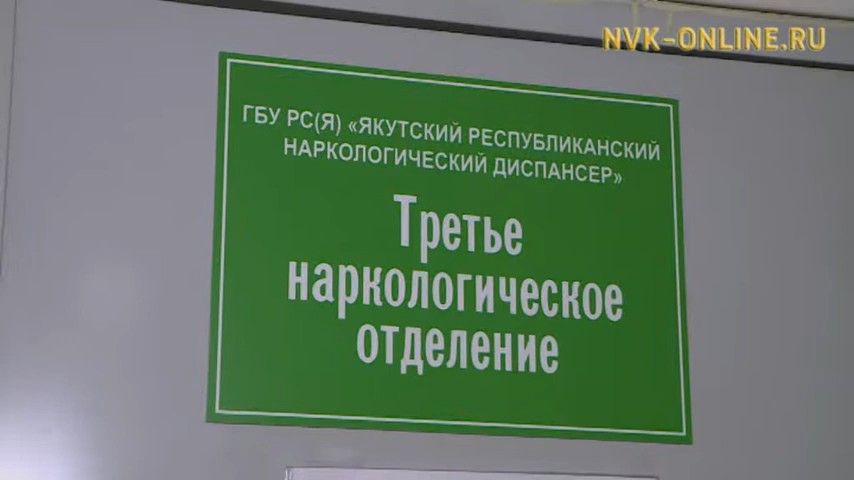 NVK-ONLINE.RU
ГБУ РС(Я) «ЯКУТСКИЙ РЕСПУБЛИКАНСКИЙ
НАРКОЛОГИЧЕСКИЙ ДИСПАНСЕР»
Третье
наркологическое
отделение